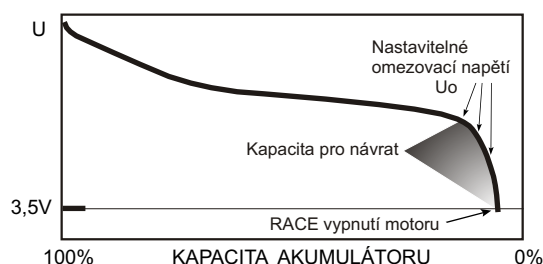 U
Nastavitelné
omezovací napětí
Uo
Kapacita pro návrat
3,5V
RACE vypnutí motoru
100%
KAPACITA AKUMULÁTORU
0%